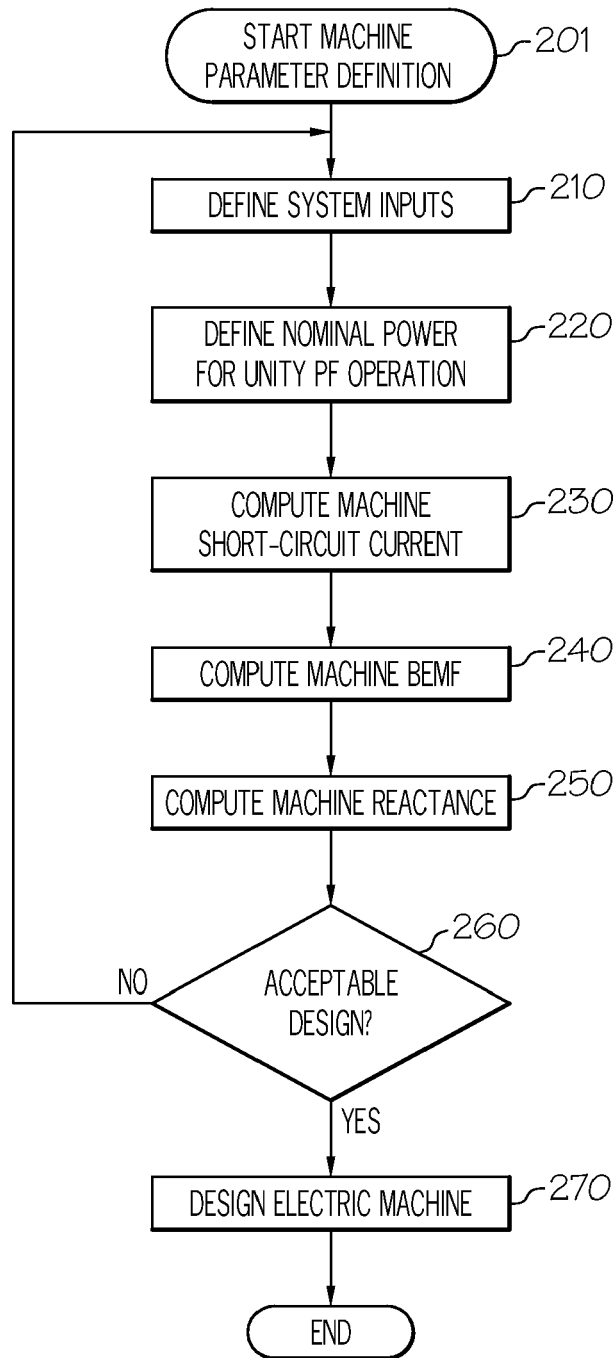 START MACHINE
PARAMETER DEFINITION
201
DEFINE SYSTEM INPUTS
210
DEFINE NOMINAL POWER
FOR UNITY PF OPERATION
220
COMPUTE MACHINE
SHORT-CIRCUIT CURRENT
230
COMPUTE MACHINE BEMF
240
COMPUTE MACHINE REACTANCE
250
ACCEPTABLE
DESIGN?
260
NO
YES
DESIGN ELECTRIC MACHINE
270
END